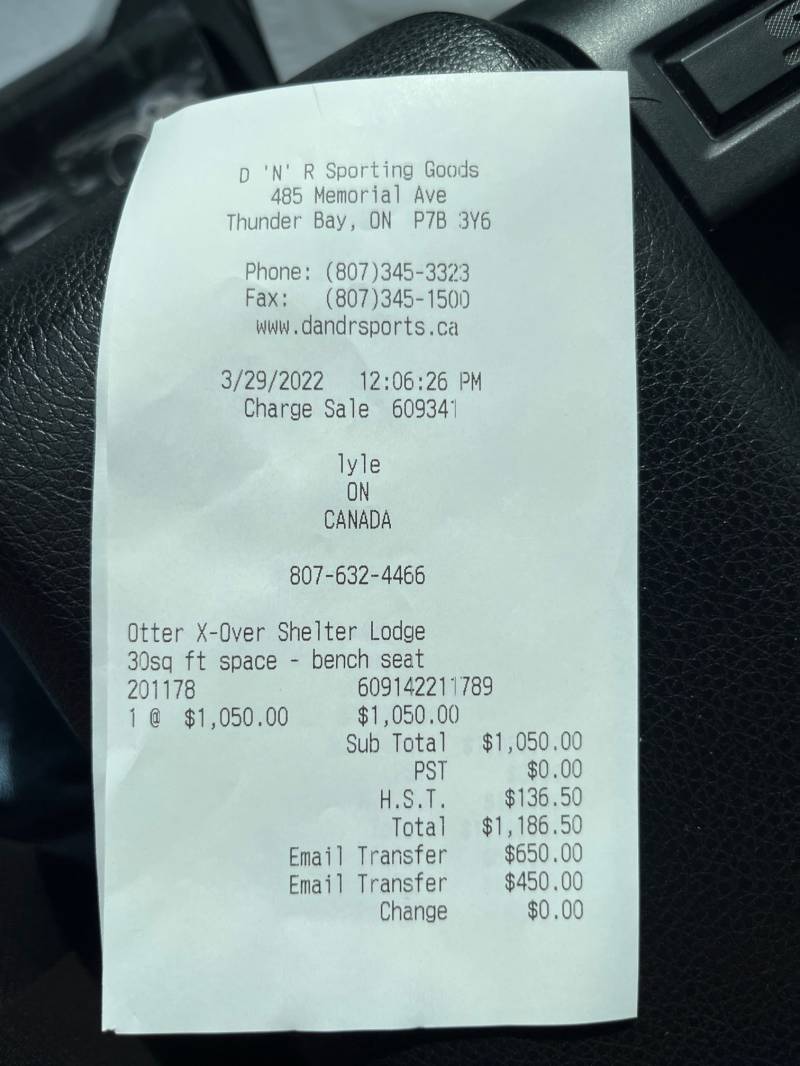 D 'N' R Sporting Goods
485 Memorial Ave
Thunder Bay, ON P7B 3Y6
Phone: (807)345-3323
Fax: (807)345-1500
www.dandrsports.ca
3/29/2022 12:06:26 PM
Charge Sale 609341
lyle
ON
CANADA
807-632-4466
Otter X-Over Shelter Lodge
30sq ft space - bench seat
201178 609142211789
1 @ $1,050.00 $1,050.00
Sub Total $1,050.00
PST $0.00
H.S.T. $136.50
Total $1,186.50
Email Transfer $650.00
Email Transfer $450.00
Change $0.00